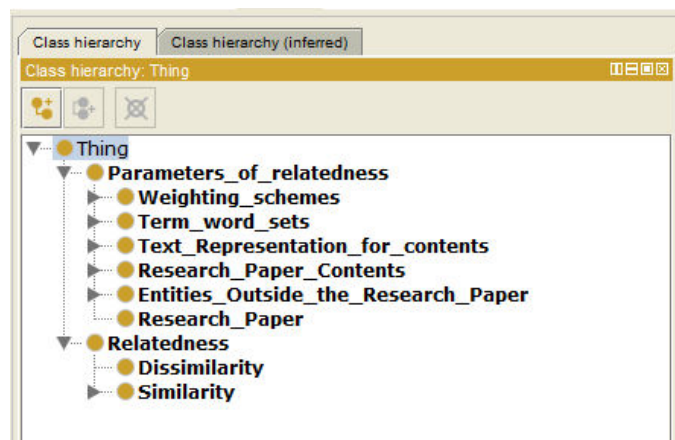 Class hierarchy Class hierarchy (inferred)
Class hierarchy: Thing
Thing
Parameters_of_relatedness
Weighting_schemes
Term_word_sets
Text_Representation_for_contents
Research_Paper_Contents
Entities_Outside_the_Research_Paper
Research_Paper
Relatedness
Dissimilarity
Similarity